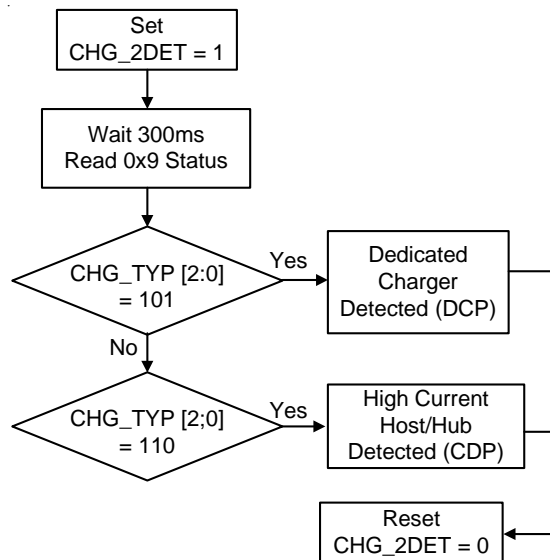 Set
CHG_2DET = 1
Wait 300ms
Read 0x9 Status
CHG_TYP [2:0]
= 101
Yes
Dedicated
Charger
Detected (DCP)
No
CHG_TYP [2;0]
= 110
Yes
High Current
Host/Hub
Detected (CDP)
Reset
CHG_2DET = 0